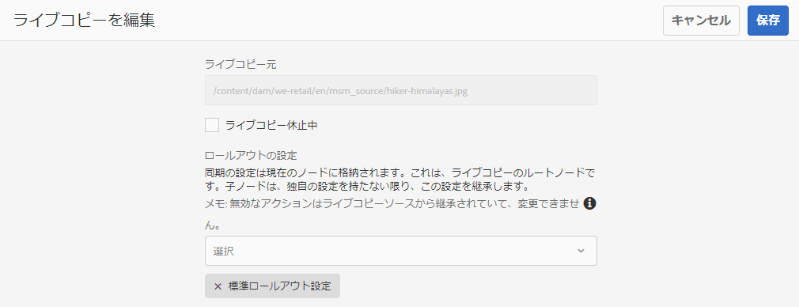 ライブコピーを編集
キャンセル
保存
ライブコピー元
/content/dam/we-retail/en/msm_source/hiker-himalayas.jpg
ライブコピー休止中
ロールアウトの設定
同期の設定は現在のノードに格納されます。これは、ライブコピーのルートノードで
す。子ノードは、独自の設定を持たない限り、この設定を継承します。
メモ: 無効なアクションはライブコピーソースから継承されていて、変更できませ
ん。
選択
× 標準ロールアウト設定